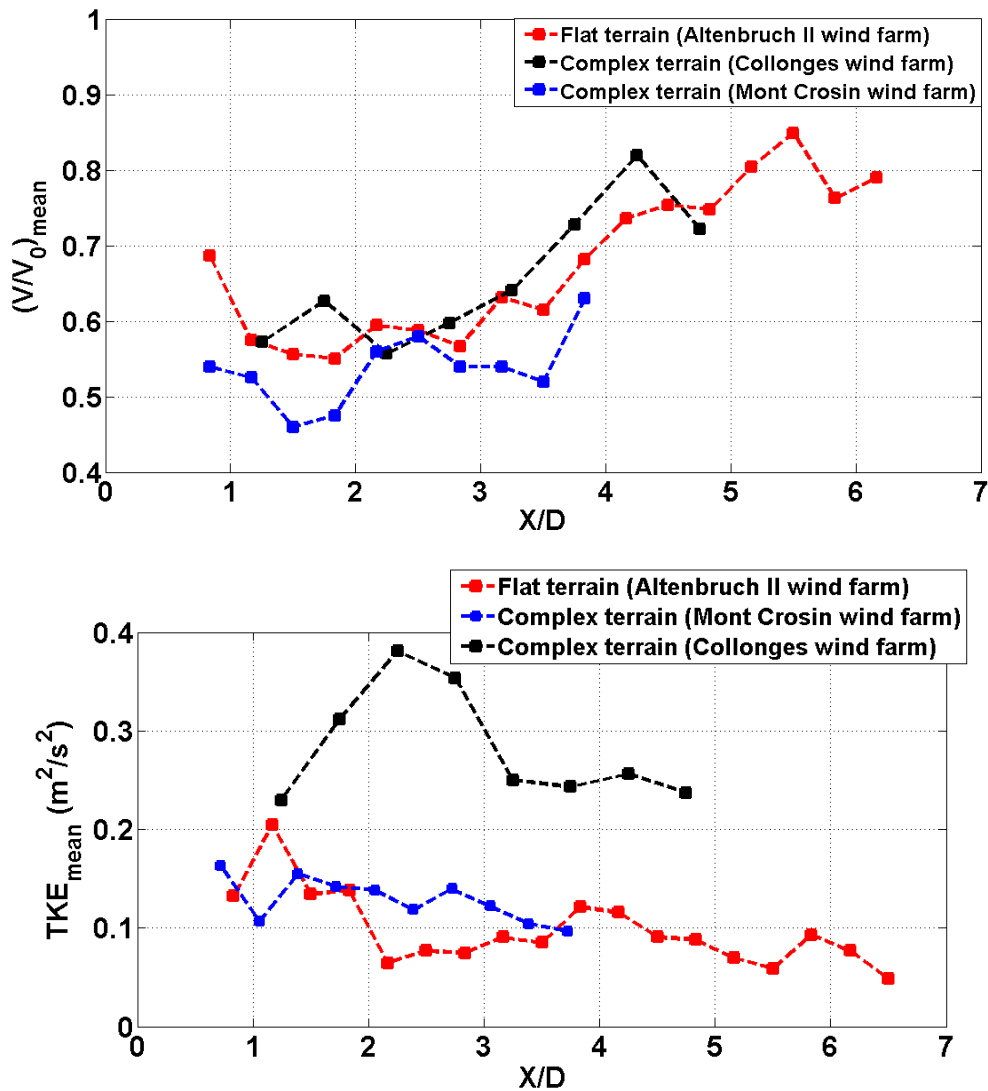 1
0.9
0.8
0.7
0.6
0.5
0.4
(V/V₀)mean
0 1 2 3 4 5 6 7
X/D
Flat terrain (Altenbruch II wind farm)
Complex terrain (Collonges wind farm)
Complex terrain (Mont Crosin wind farm)
Flat terrain (Altenbruch II wind farm)
Complex terrain (Mont Crosin wind farm)
Complex terrain (Collonges wind farm)
0.4
0.3
0.2
0.1
0
TKEmean (m²/s²)
0 1 2 3 4 5 6 7
X/D